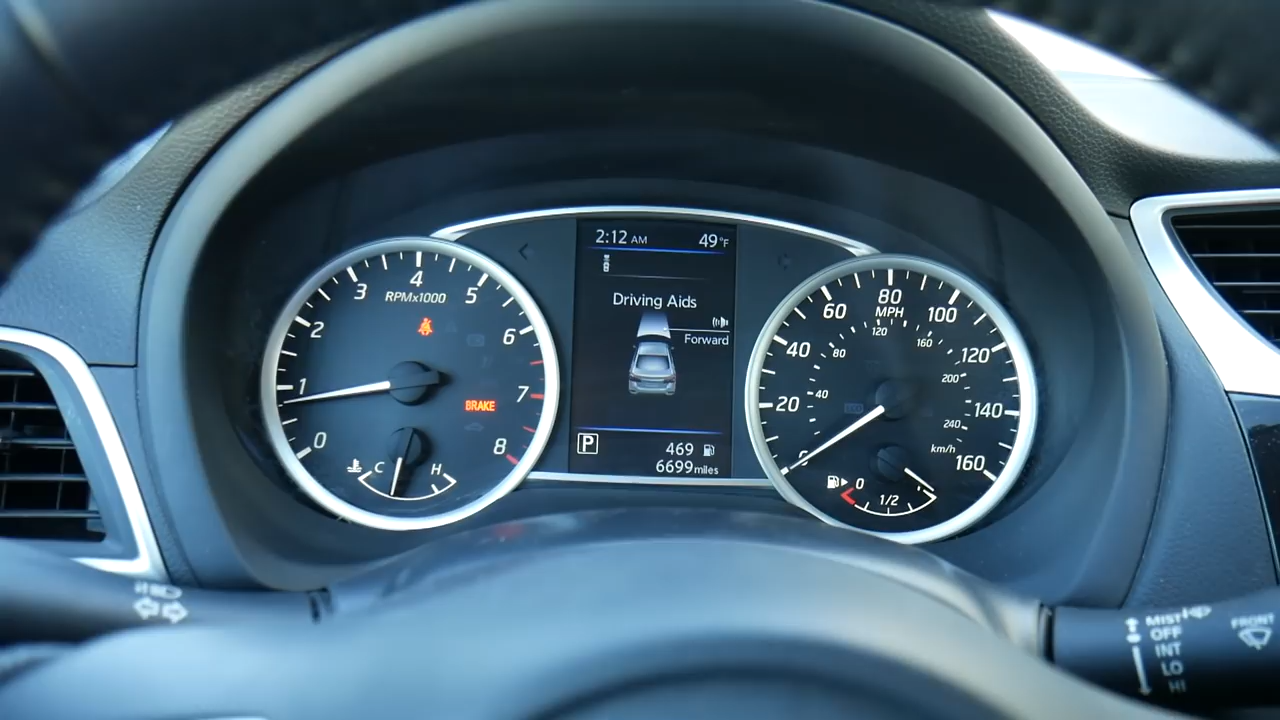 2:12 AM 49°F
Driving Aids
Forward
P
469
6699 miles
0 1 2 3 4 5 6 7 8
RPMx1000
BRAKE
C H
0 20 40 60 80 100 120 140 160
MPH
40 80 120 160 200 240
km/h
0 1/2 1
MIST
OFF
INT
LO
HI
FRONT